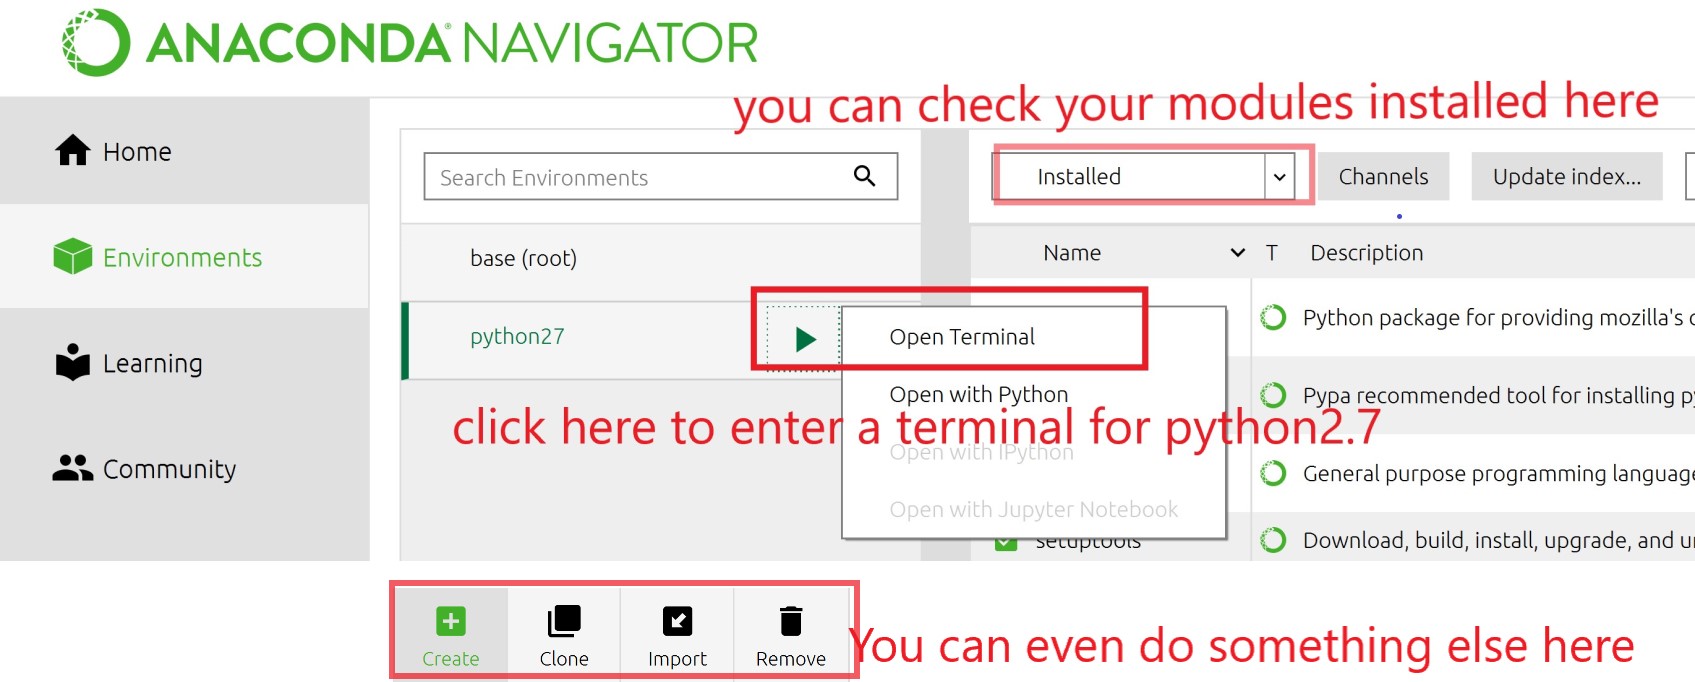 ANACONDA NAVIGATOR
you can check your modules installed here
Home
Environments
Learning
Community
Search Environments
base (root)
python27
Installed
Channels
Update index...
Name
T
Description
Open Terminal
Open with Python
Open with IPython
Open with Jupyter Notebook
click here to enter a terminal for python2.7
Python package for providing mozilla's
Pypa recommended tool for installing
General purpose programming language
setuptools
Download, build, install, upgrade, and
Create
Clone
Import
Remove
You can even do something else here